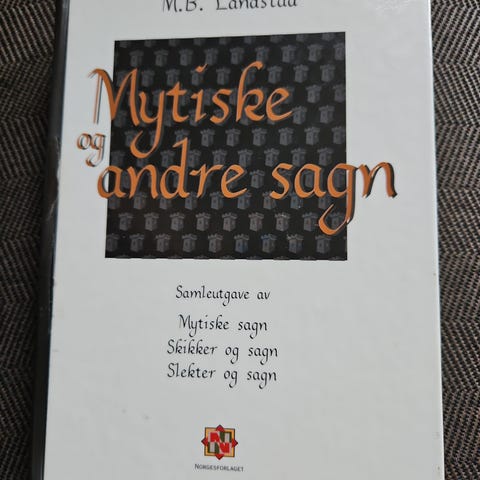 M.B. Landstad
Mytiske
og
andre sagn
Samleutgave av
Mytiske sagn
Skikker og sagn
Slekter og sagn
NORGESFORLAGET